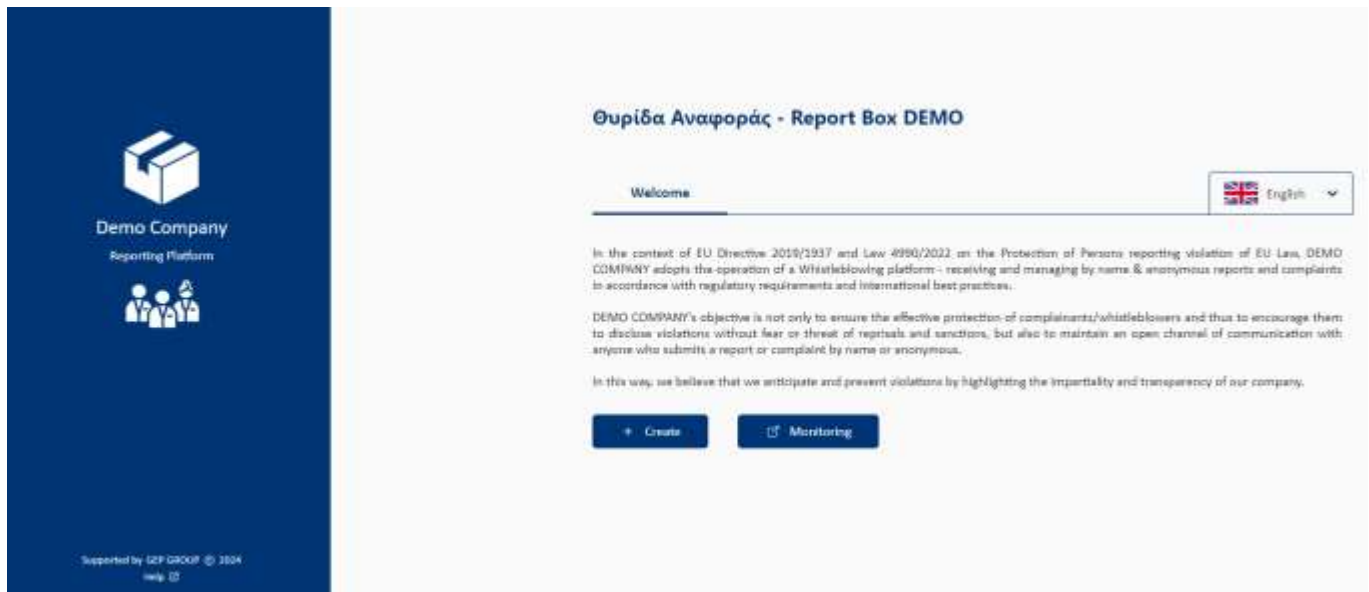 Demo Company
Reporting Platform
Supported by GEP GROUP © 2024
Help
Θυρίδα Αναφοράς - Report Box DEMO
Welcome
English
In the context of EU Directive 2019/1937 and Law 4990/2022 on the Protection of Persons reporting violation of EU Law, DEMO
COMPANY adopts the operation of a Whistleblowing platform - receiving and managing by name & anonymous reports and complaints
in accordance with regulatory requirements and international best practices.
DEMO COMPANY's objective is not only to ensure the effective protection of complainants/whistleblowers and thus to encourage them
to disclose violations without fear or threat of reprisals and sanctions, but also to maintain an open channel of communication with
anyone who submits a report or complaint by name or anonymous.
In this way, we believe that we anticipate and prevent violations by highlighting the impartiality and transparency of our company.
+ Create
Monitoring